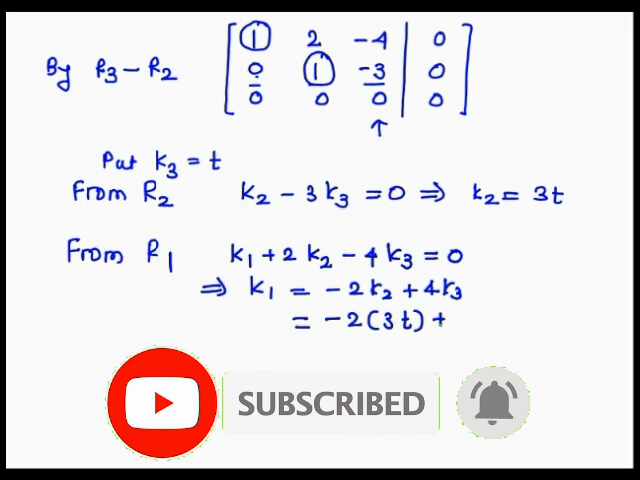 1 2 -4 | 0
By R3 - R2 0 1 -3 | 0
0 0 0 | 0
↑
Put k3 = t
From R2 k2 - 3k3 = 0 ⇒ k2 = 3t
From R1 k1 + 2k2 - 4k3 = 0
⇒ k1 = -2k2 + 4k3
= -2(3t) +
SUBSCRIBED